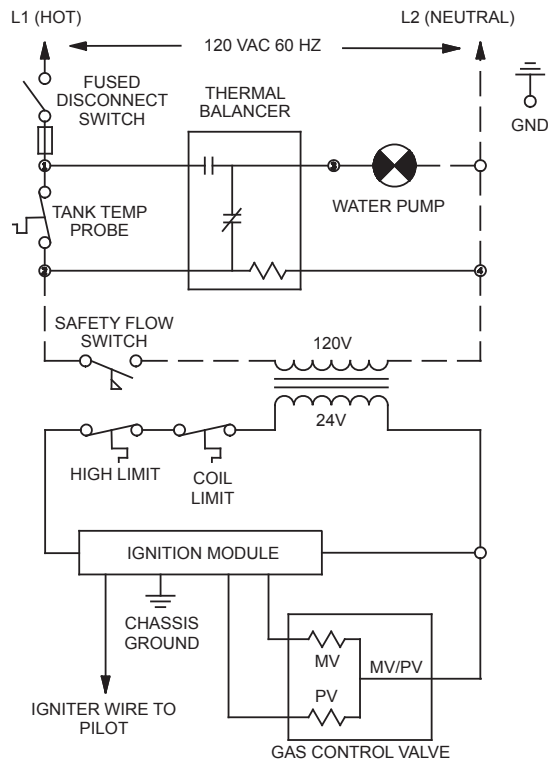 L1 (HOT)
L2 (NEUTRAL)
120 VAC 60 HZ
FUSED
DISCONNECT
SWITCH
THERMAL
BALANCER
GND
1
3
WATER PUMP
TANK TEMP
PROBE
2
4
SAFETY FLOW
SWITCH
120V
24V
HIGH LIMIT
COIL
LIMIT
IGNITION MODULE
CHASSIS
GROUND
MV
MV/PV
PV
IGNITER WIRE TO
PILOT
GAS CONTROL VALVE